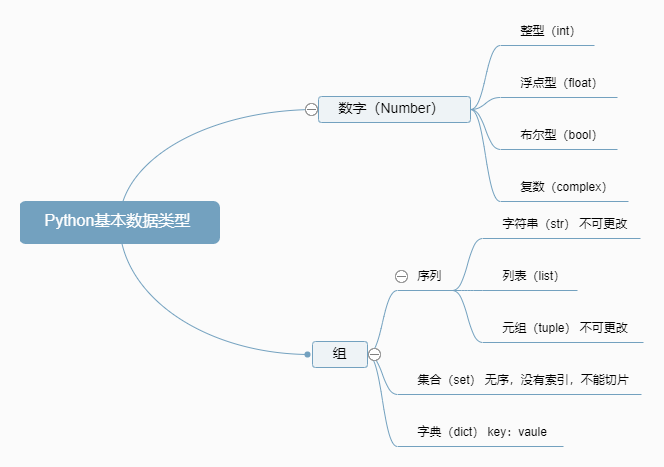 整型（int）
浮点型（float）
数字（Number）
布尔型（bool）
复数（complex）
Python基本数据类型
字符串（str） 不可更改
序列
列表（list）
元组（tuple） 不可更改
组
集合（set） 无序，没有索引，不能切片
字典（dict） key：vaule